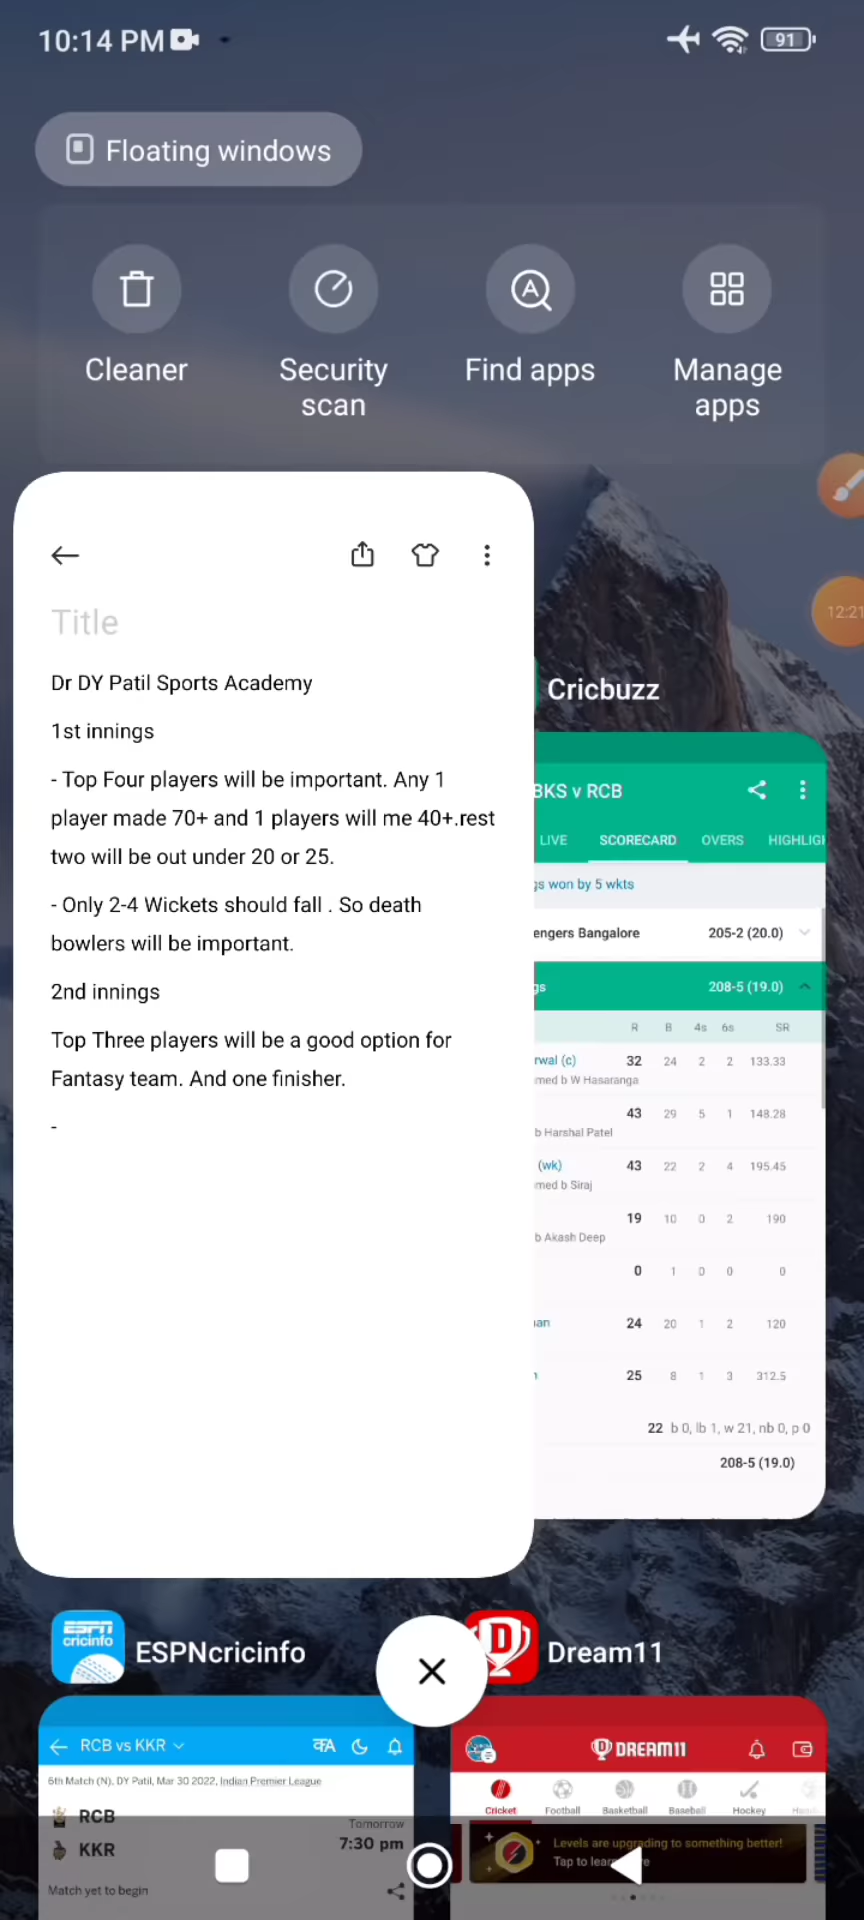 10:14 PM
91
Floating windows
Cleaner
Security scan
Find apps
Manage apps
12:21
Title
Dr DY Patil Sports Academy
1st innings
- Top Four players will be important. Any 1
player made 70+ and 1 players will me 40+.rest
two will be out under 20 or 25.
- Only 2-4 Wickets should fall . So death
bowlers will be important.
2nd innings
Top Three players will be a good option for
Fantasy team. And one finisher.
-
Cricbuzz
BKS v RCB
LIVE SCORECARD OVERS HIGHLIGH
gs won by 5 wkts
engers Bangalore 205-2 (20.0)
gs 208-5 (19.0)
R B 4s 6s SR
rwal (c) 32 24 2 2 133.33
med b W Hasaranga
43 29 5 1 148.28
b Harshal Patel
(wk) 43 22 2 4 195.45
med b Siraj
19 10 0 2 190
b Akash Deep
0 1 0 0 0
an 24 20 1 2 120
25 8 1 3 312.5
22 b 0, lb 1, w 21, nb 0, p 0
208-5 (19.0)
ESPN cricinfo
ESPNcricinfo
D
Dream11
RCB vs KKR
क A
6th Match (N), DY Patil, Mar 30 2022, Indian Premier League
RCB
KKR
Tomorrow
7:30 pm
Match yet to begin
DREAM11
Cricket Football Basketball Baseball Hockey
Levels are upgrading to something better!